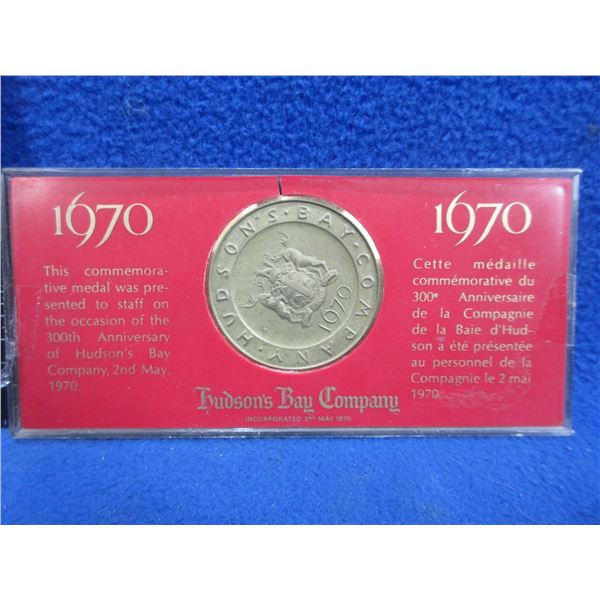 1670
This commemora-
tive medal was pre-
sented to staff on
the occasion of the
300th Anniversary
of Hudson's Bay
Company, 2nd May
1970.
HUDSON'S · BAY · COMPANY ·
1970
1970
Cette médaille
commémorative du
300e Anniversaire
de la Compagnie
de la Baie d'Hud-
son a été présentée
au personnel de la
Compagnie le 2 mai
1970
Hudson's Bay Company
INCORPORATED 2ND MAY 1670